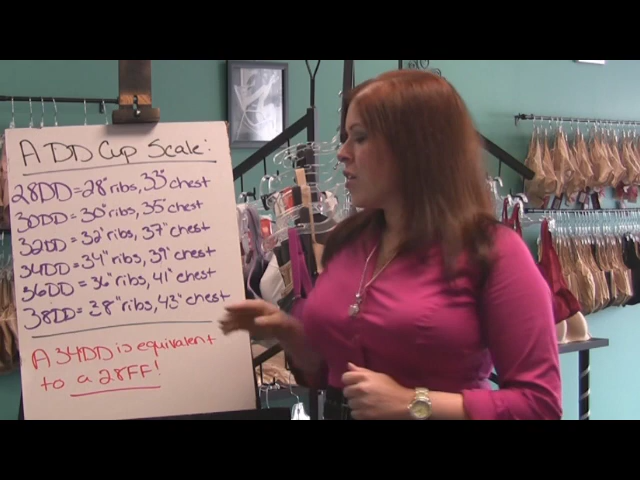 A DD Cup Scale:
28DD = 28" ribs, 33" chest
30DD = 30" ribs, 35" chest
32DD = 32" ribs, 37" chest
34DD = 34" ribs, 39" chest
36DD = 36" ribs, 41" chest
38DD = 38" ribs, 43" chest
A 34DD is equivalent
to a 28FF!